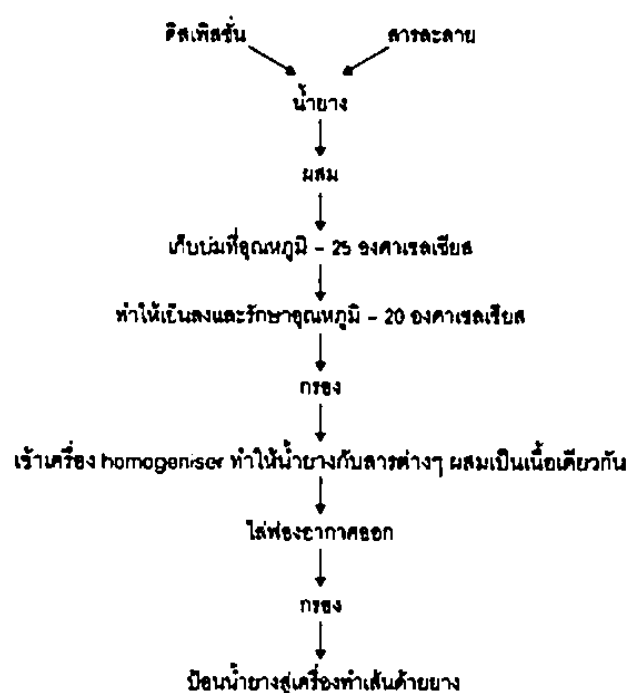 ดิสเพิสชั่น สารละลาย
น้ำยาง
ผสม
เก็บบ่มที่อุณหภูมิ - 25 องศาเซลเซียส
ทำให้เย็นลงและรักษาอุณหภูมิ - 20 องศาเซลเซียส
กรอง
เข้าเครื่อง homogeniser ทำให้น้ำยางกับสารต่างๆ ผสมเป็นเนื้อเดียวกัน
ไล่ฟองอากาศออก
กรอง
ป้อนน้ำยางสู่เครื่องทำเส้นด้ายยาง